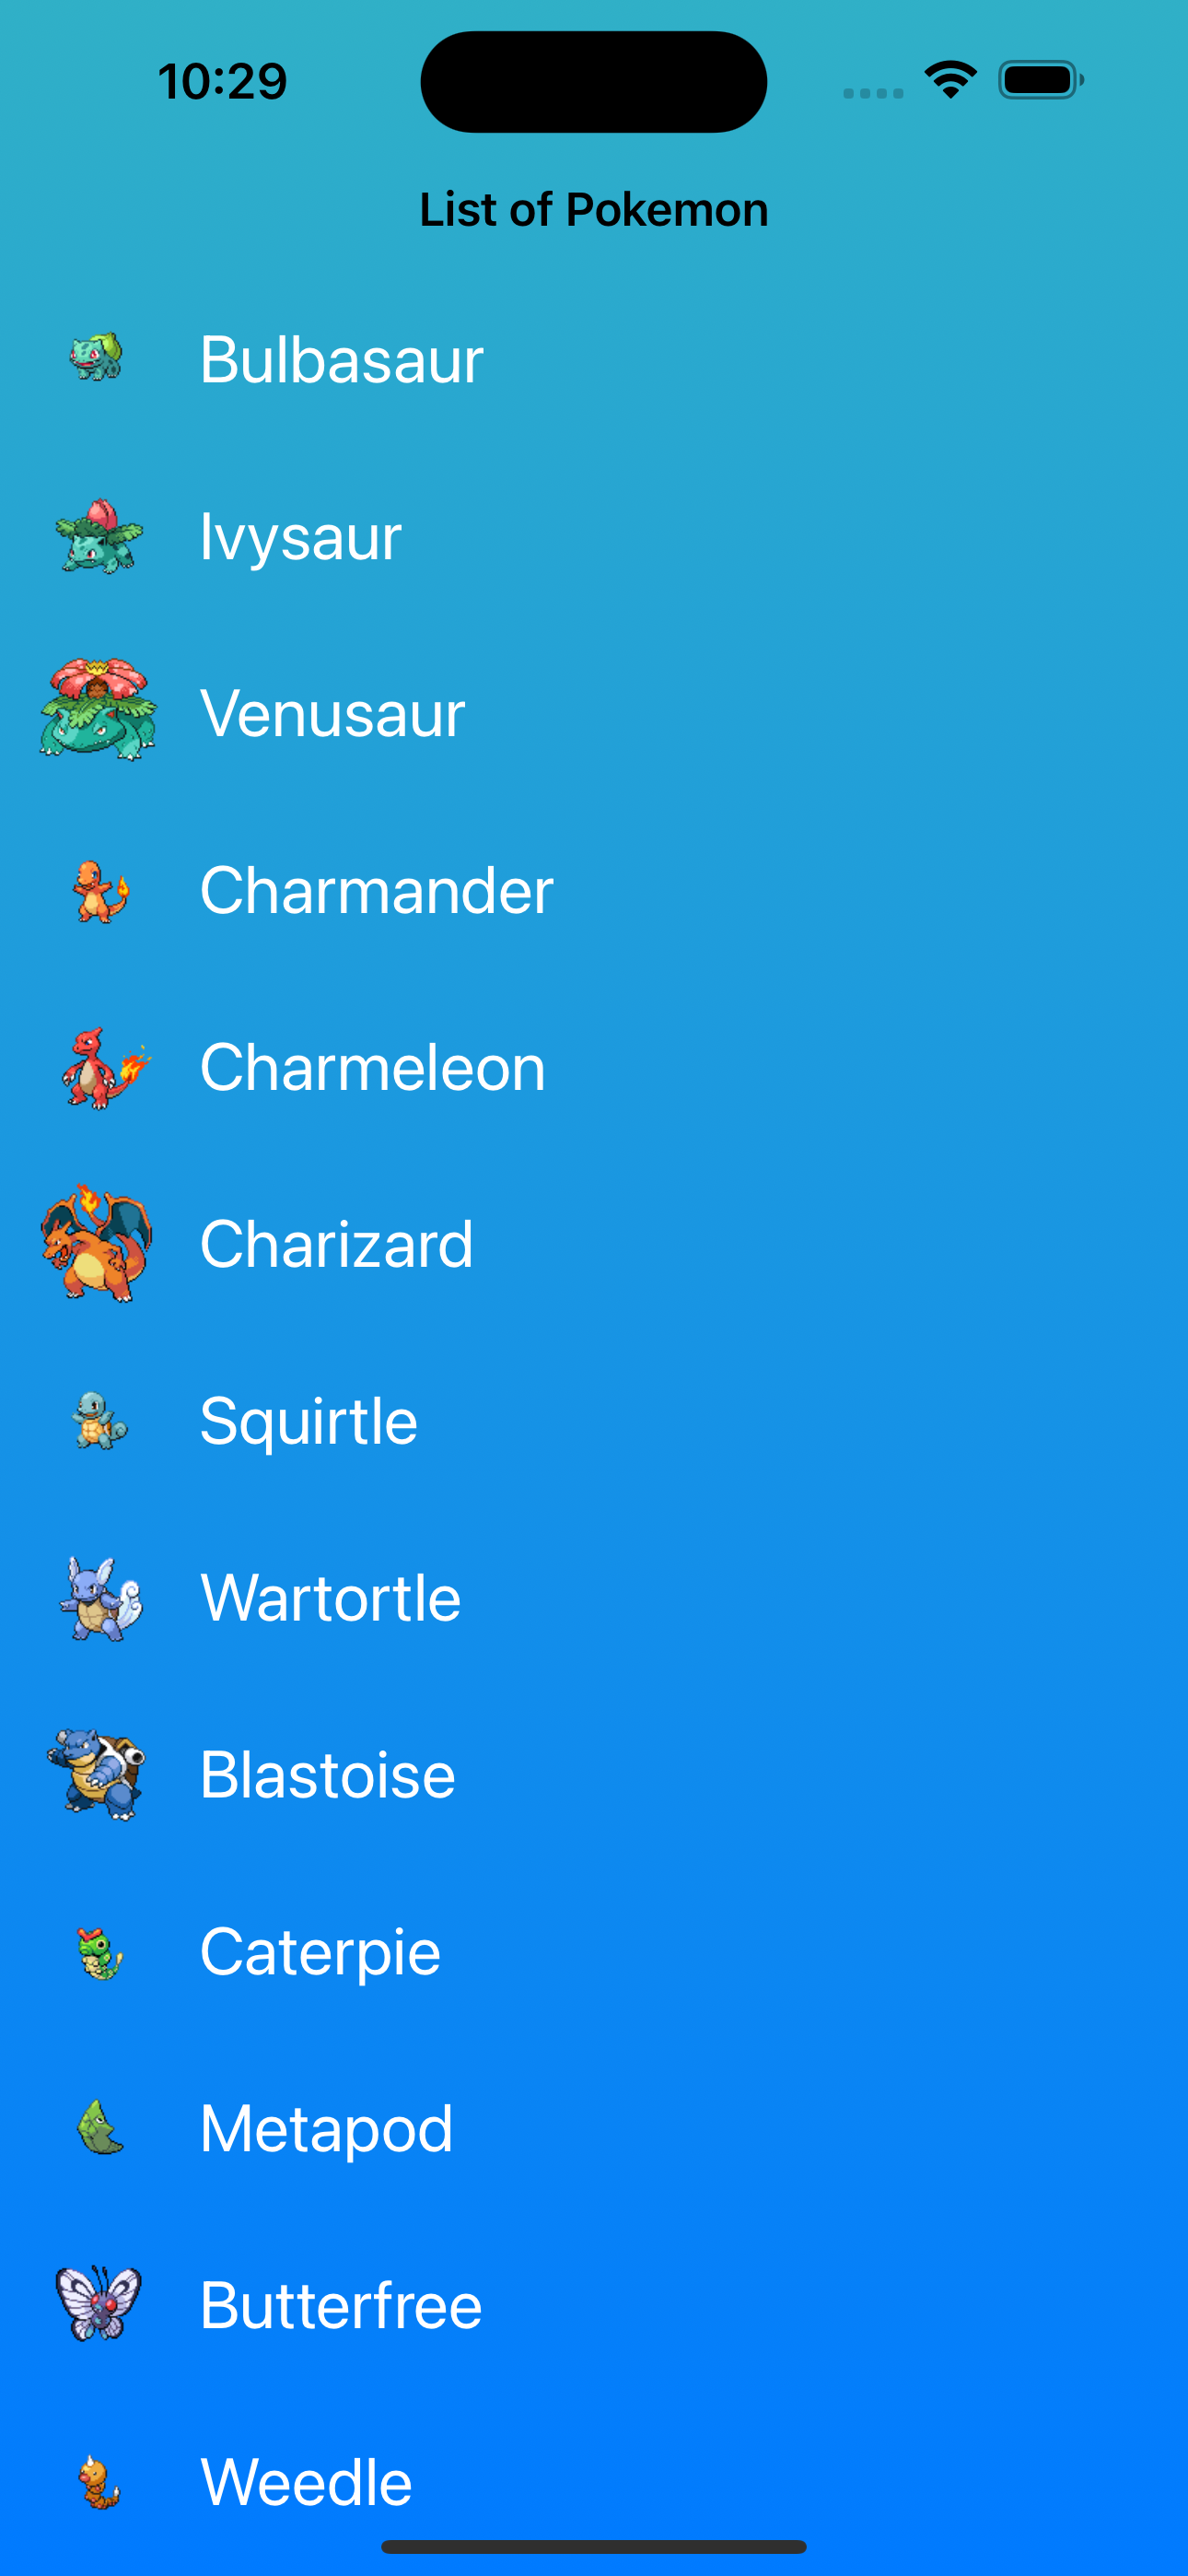 10:29
List of Pokemon
Bulbasaur
Ivysaur
Venusaur
Charmander
Charmeleon
Charizard
Squirtle
Wartortle
Blastoise
Caterpie
Metapod
Butterfree
Weedle